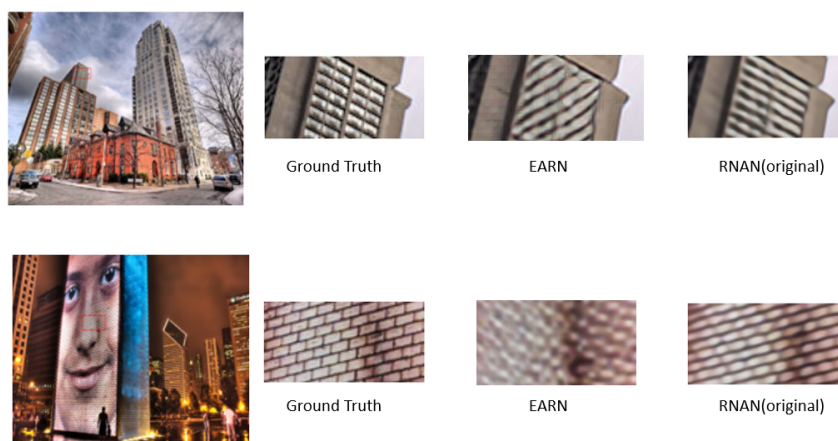 Ground Truth
EARN
RNAN(original)
Ground Truth
EARN
RNAN(original)